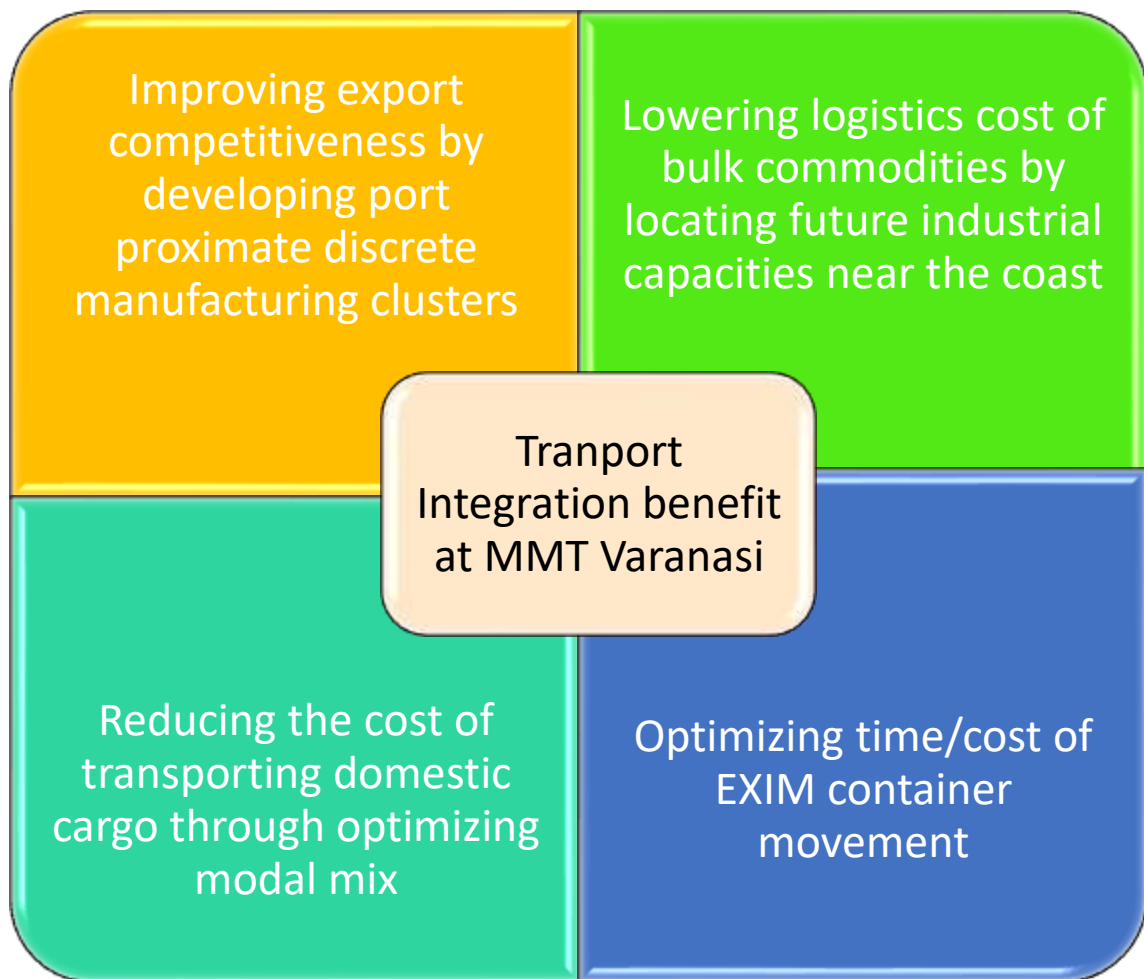 Improving export
competitiveness by
developing port
proximate discrete
manufacturing clusters
Lowering logistics cost of
bulk commodities by
locating future industrial
capacities near the coast
Tranport
Integration benefit
at MMT Varanasi
Reducing the cost of
transporting domestic
cargo through optimizing
modal mix
Optimizing time/cost of
EXIM container
movement